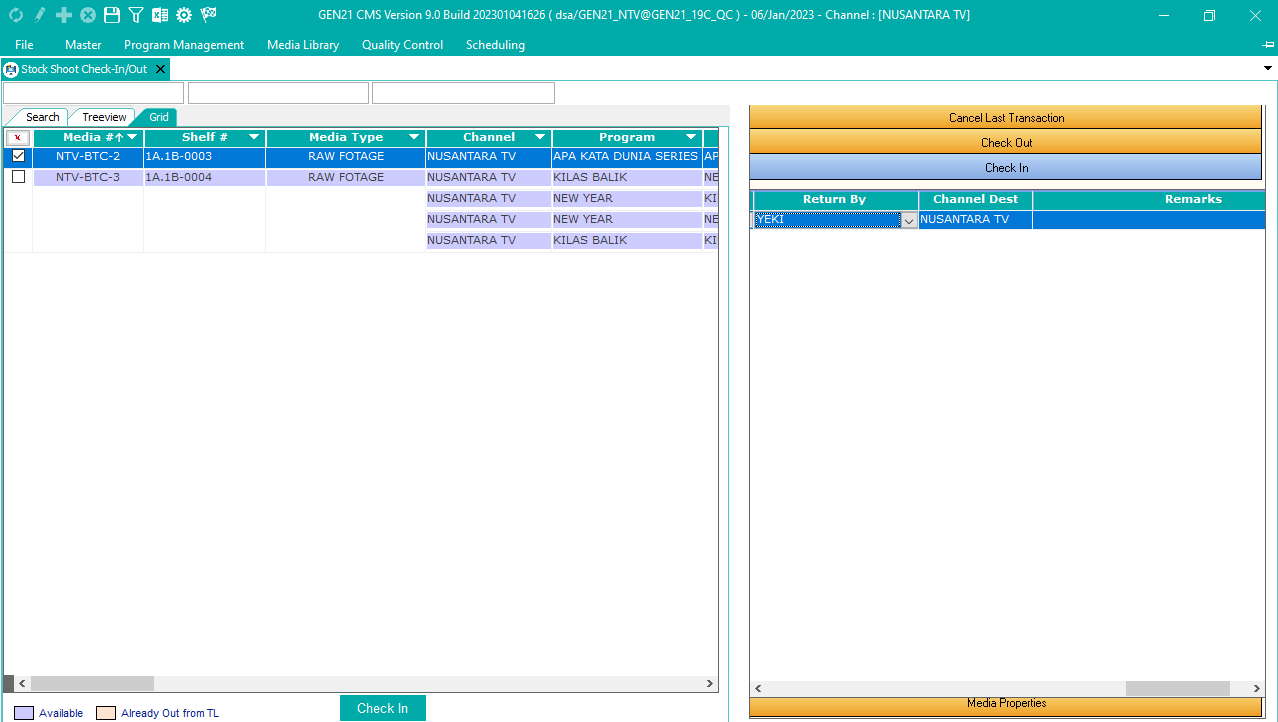 GEN21 CMS Version 9.0 Build 202301041626 ( dsa/GEN21_NTV@GEN21_19C_QC ) - 06/Jan/2023 - Channel : [NUSANTARA TV]
File Master Program Management Media Library Quality Control Scheduling
Stock Shoot Check-In/Out
Search Treeview Grid
x Media # Shelf # Media Type Channel Program
NTV-BTC-2 1A.1B-0003 RAW FOTAGE NUSANTARA TV APA KATA DUNIA SERIES AP
NTV-BTC-3 1A.1B-0004 RAW FOTAGE NUSANTARA TV KILAS BALIK NE
NUSANTARA TV NEW YEAR KI
NUSANTARA TV NEW YEAR NE
NUSANTARA TV KILAS BALIK KI
Available Already Out from TL
Check In
Cancel Last Transaction
Check Out
Check In
Return By Channel Dest Remarks
YEKI NUSANTARA TV
Media Properties